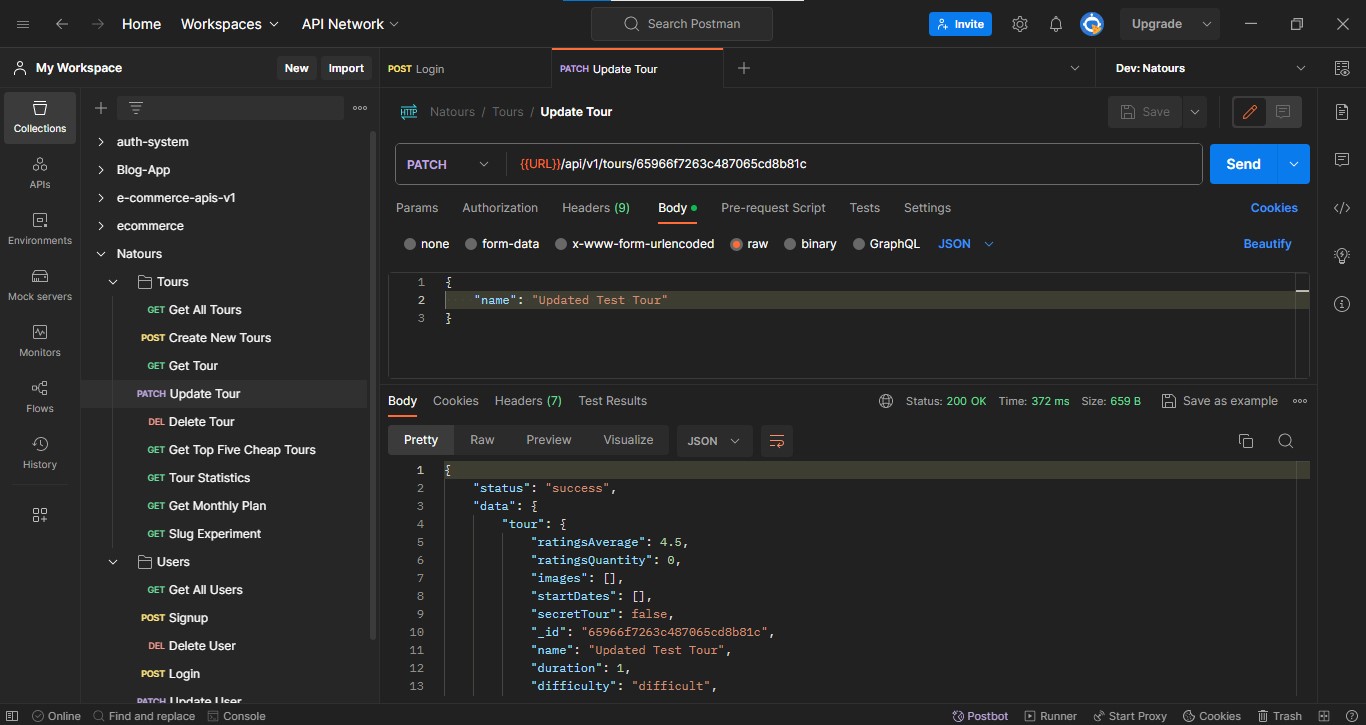 Home Workspaces API Network Search Postman Invite Upgrade
My Workspace New Import POST Login PATCH Update Tour Dev: Natours
Collections
APIs
Environments
Mock servers
Monitors
Flows
History
auth-system
Blog-App
e-commerce-apis-v1
ecommerce
Natours
Tours
GET Get All Tours
POST Create New Tours
GET Get Tour
PATCH Update Tour
DEL Delete Tour
GET Get Top Five Cheap Tours
GET Tour Statistics
GET Get Monthly Plan
GET Slug Experiment
Users
GET Get All Users
POST Signup
DEL Delete User
POST Login
PATCH Update User
HTTP Natours / Tours / Update Tour Save
PATCH {{URL}}/api/v1/tours/65966f7263c487065cd8b81c Send
Params Authorization Headers (9) Body Pre-request Script Tests Settings Cookies
none form-data x-www-form-urlencoded raw binary GraphQL JSON Beautify
1 {
2 "name": "Updated Test Tour"
3 }
Body Cookies Headers (7) Test Results Status: 200 OK Time: 372 ms Size: 659 B Save as example
Pretty Raw Preview Visualize JSON
1 {
2 "status": "success",
3 "data": {
4 "tour": {
5 "ratingsAverage": 4.5,
6 "ratingsQuantity": 0,
7 "images": [],
8 "startDates": [],
9 "secretTour": false,
10 "_id": "65966f7263c487065cd8b81c",
11 "name": "Updated Test Tour",
12 "duration": 1,
13 "difficulty": "difficult",
Online Find and replace Console Postbot Runner Start Proxy Cookies Trash